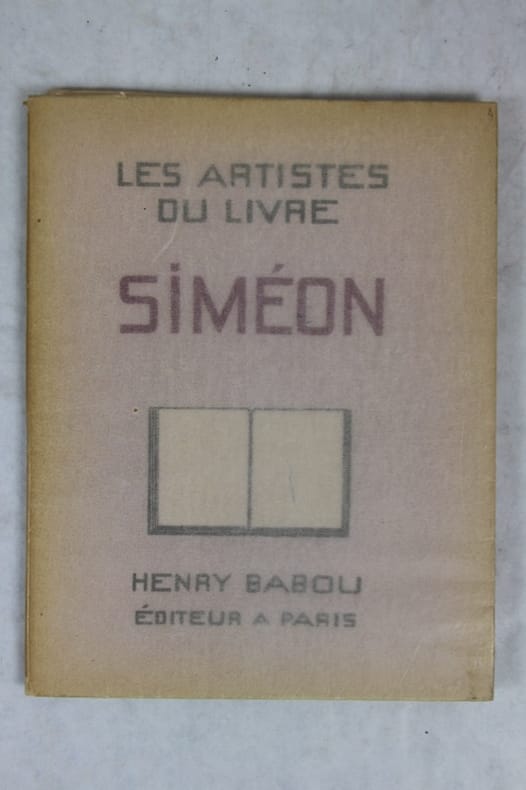 LES ARTISTES
DU LIVRE
SiMÉON
HENRY BABOU
ÉDITEUR A PARIS